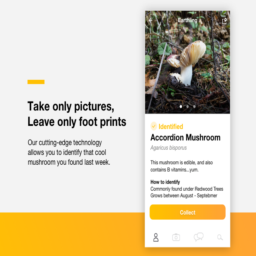 Earthling
Take only pictures,
Leave only foot prints
Our cutting-edge technology
allows you to identify that cool
mushroom you found last week.
Identified
Accordion Mushroom
Agaricus bisporus
This mushroom is edible, and also
contains B vitamins...yum.
How to identify
Commonly found under Redwood Trees
Grows between August - September
Collect